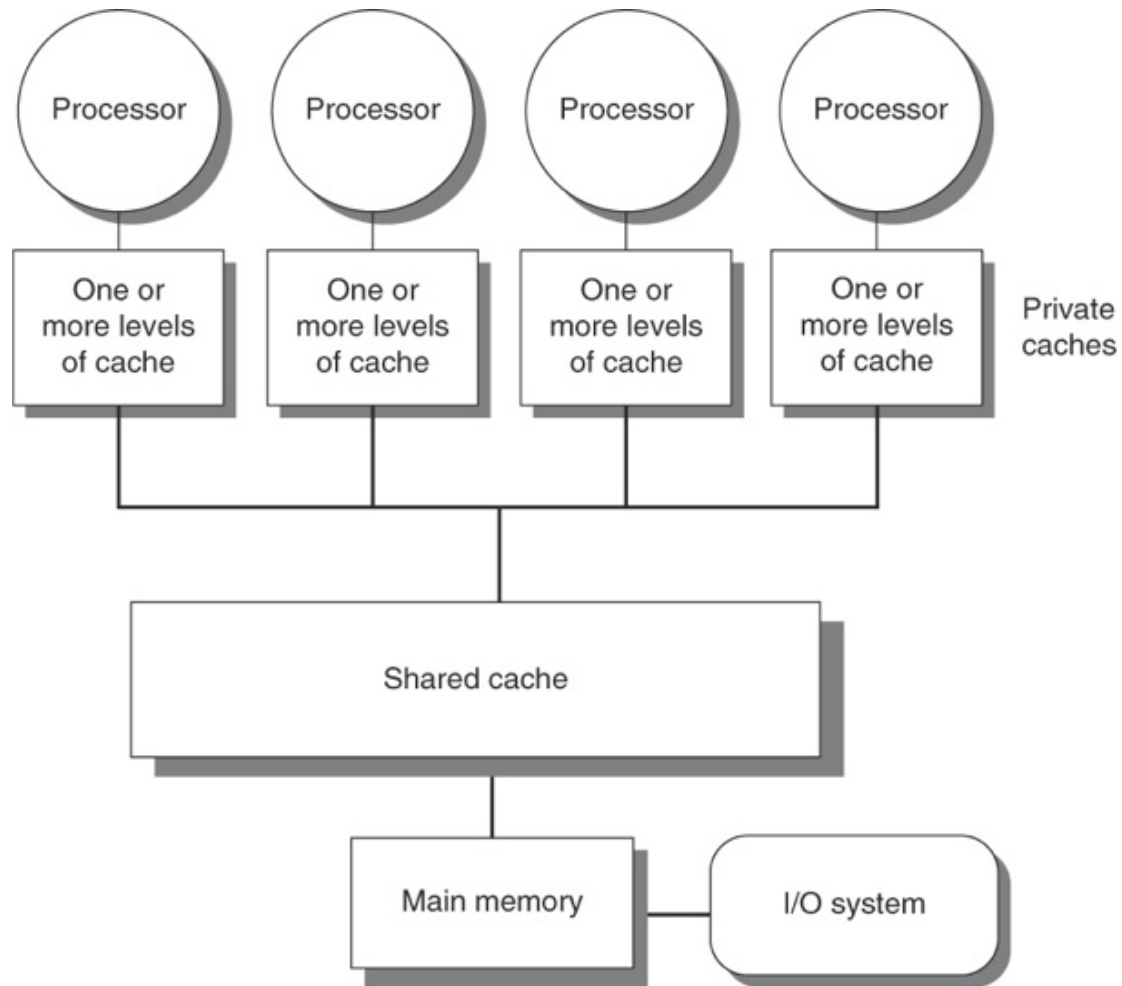 Processor
Processor
Processor
Processor
One or
more levels
of cache
One or
more levels
of cache
One or
more levels
of cache
One or
more levels
of cache
Private
caches
Shared cache
Main memory
I/O system